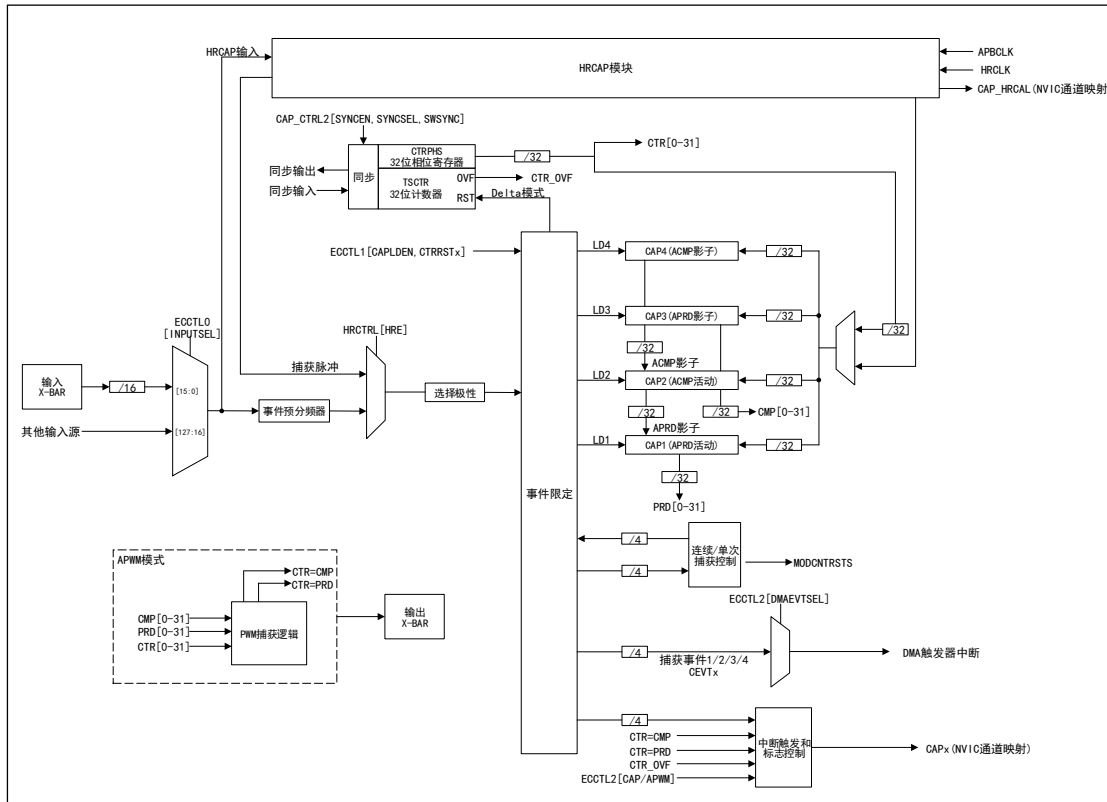 HRCAP输入
HRCAP模块
APBCLK
HRCLK
CAP_HRCAL(NVIC通道映射)
CAP_CTRL2[SYNCEN,SYNCSEL,SWSYNC]
同步输出
同步输入
同步
CTRPHS
32位相位寄存器
TSCTR
32位计数器
OVF
RST
/32
CTR[0-31]
CTR_OVF
Delta模式
ECCTL1[CAPLDEN,CTRRSTx]
LD4
CAP4(ACMP影子)
/32
LD3
CAP3(APRD影子)
/32
/32
/32
ACMP影子
LD2
CAP2(ACMP活动)
/32
/32
/32
CMP[0-31]
APRD影子
LD1
CAP1(APRD活动)
/32
/32
PRD[0-31]
ECCTL0
[INPUTSEL]
HRCTRL[HRE]
输入
X-BAR
/16
[15:0]
捕获脉冲
事件预分频器
选择极性
其他输入源
[127:16]
事件限定
/4
/4
连续/单次
捕获控制
MODCNTRSTS
APWM模式
CTR=CMP
CTR=PRD
CMP[0-31]
PRD[0-31]
CTR[0-31]
PWM捕获逻辑
输出
X-BAR
ECCTL2[DMAEVTSEL]
/4
捕获事件1/2/3/4
CEVTx
DMA触发器中断
/4
CTR=CMP
CTR=PRD
CTR_OVF
ECCTL2[CAP/APWM]
中断触发和
标志控制
CAPx(NVIC通道映射)